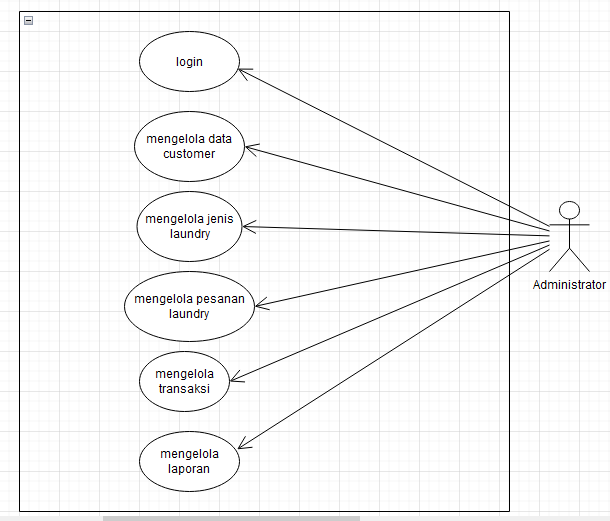 login
mengelola data
customer
mengelola jenis
laundry
mengelola pesanan
laundry
mengelola
transaksi
mengelola
laporan
Administrator